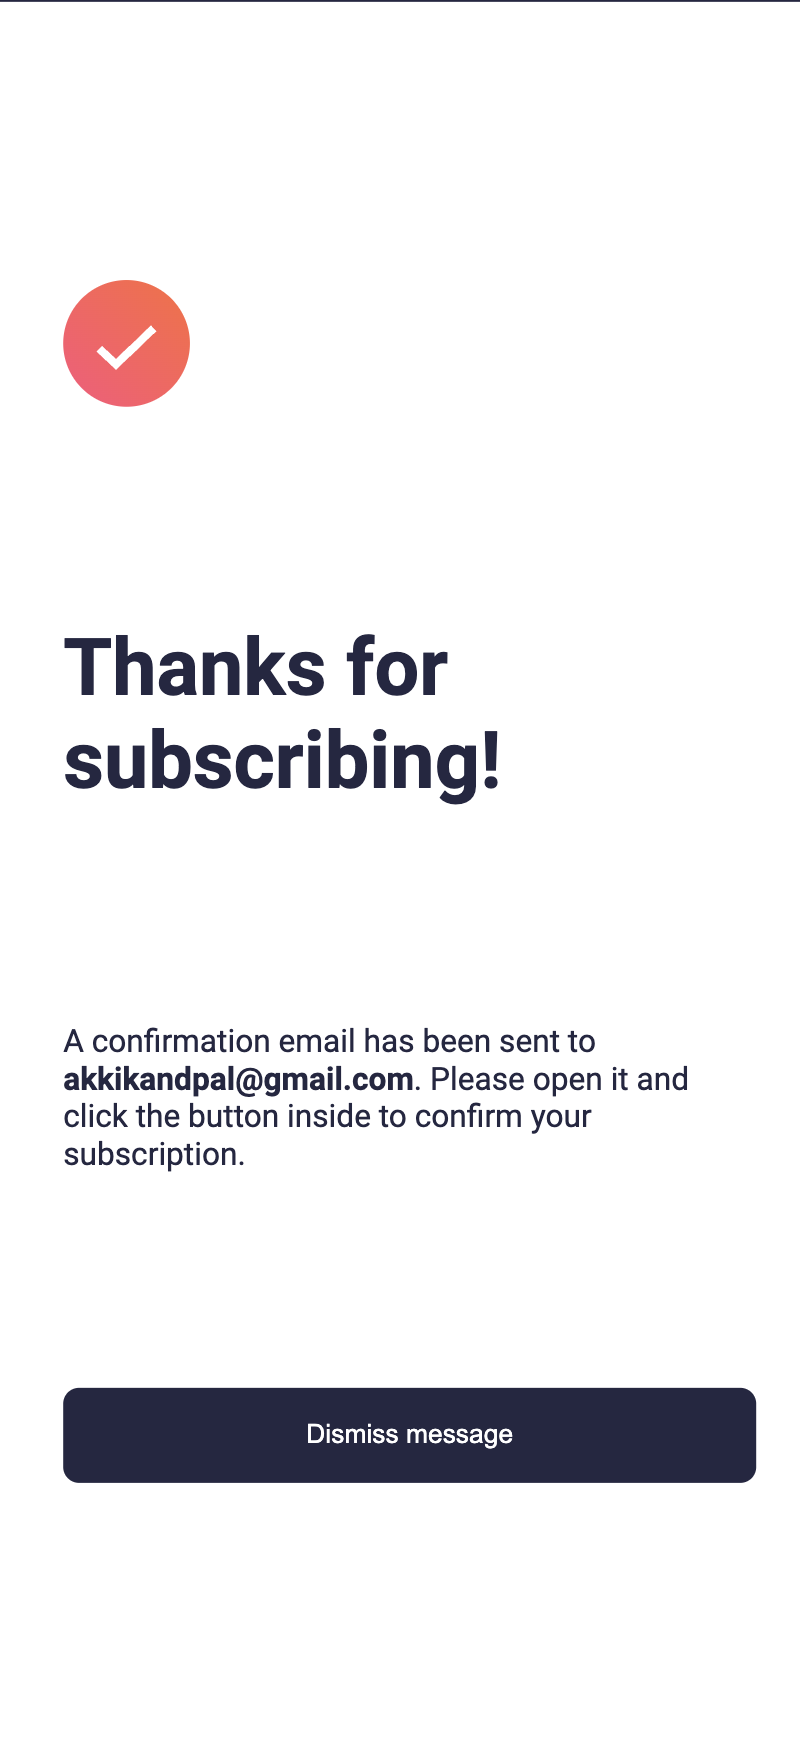 Thanks for
subscribing!
A confirmation email has been sent to
akkikandpal@gmail.com. Please open it and
click the button inside to confirm your
subscription.
Dismiss message